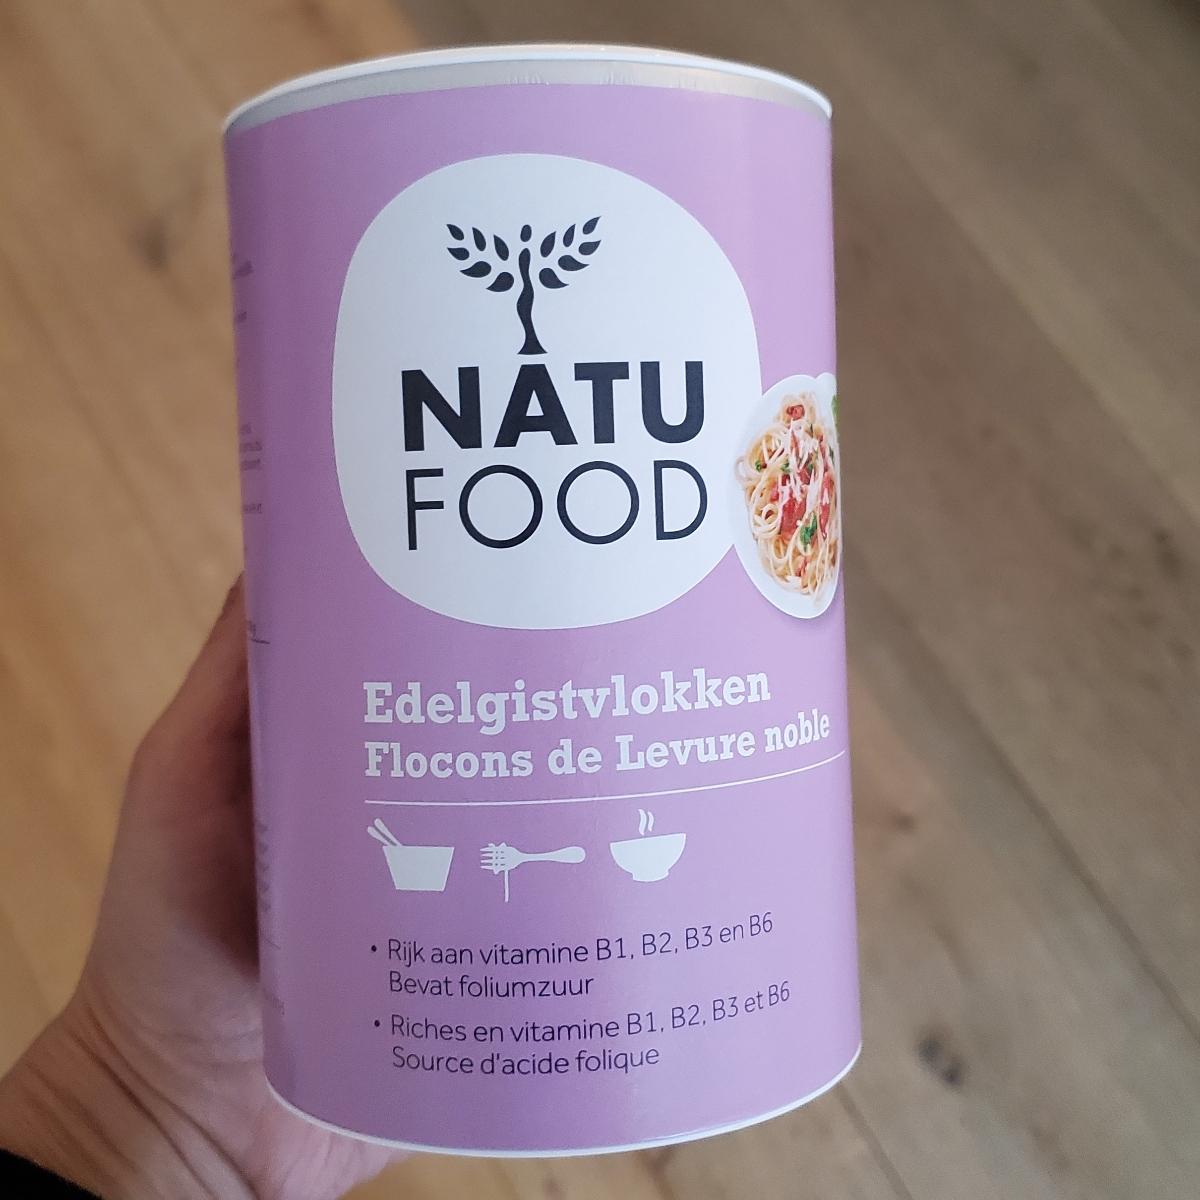 NATU
FOOD
Edelgistvlokken
Flocons de Levure noble
• Rijk aan vitamine B1, B2, B3 en B6
Bevat foliumzuur
• Riches en vitamine B1, B2, B3 et B6
Source d'acide folique